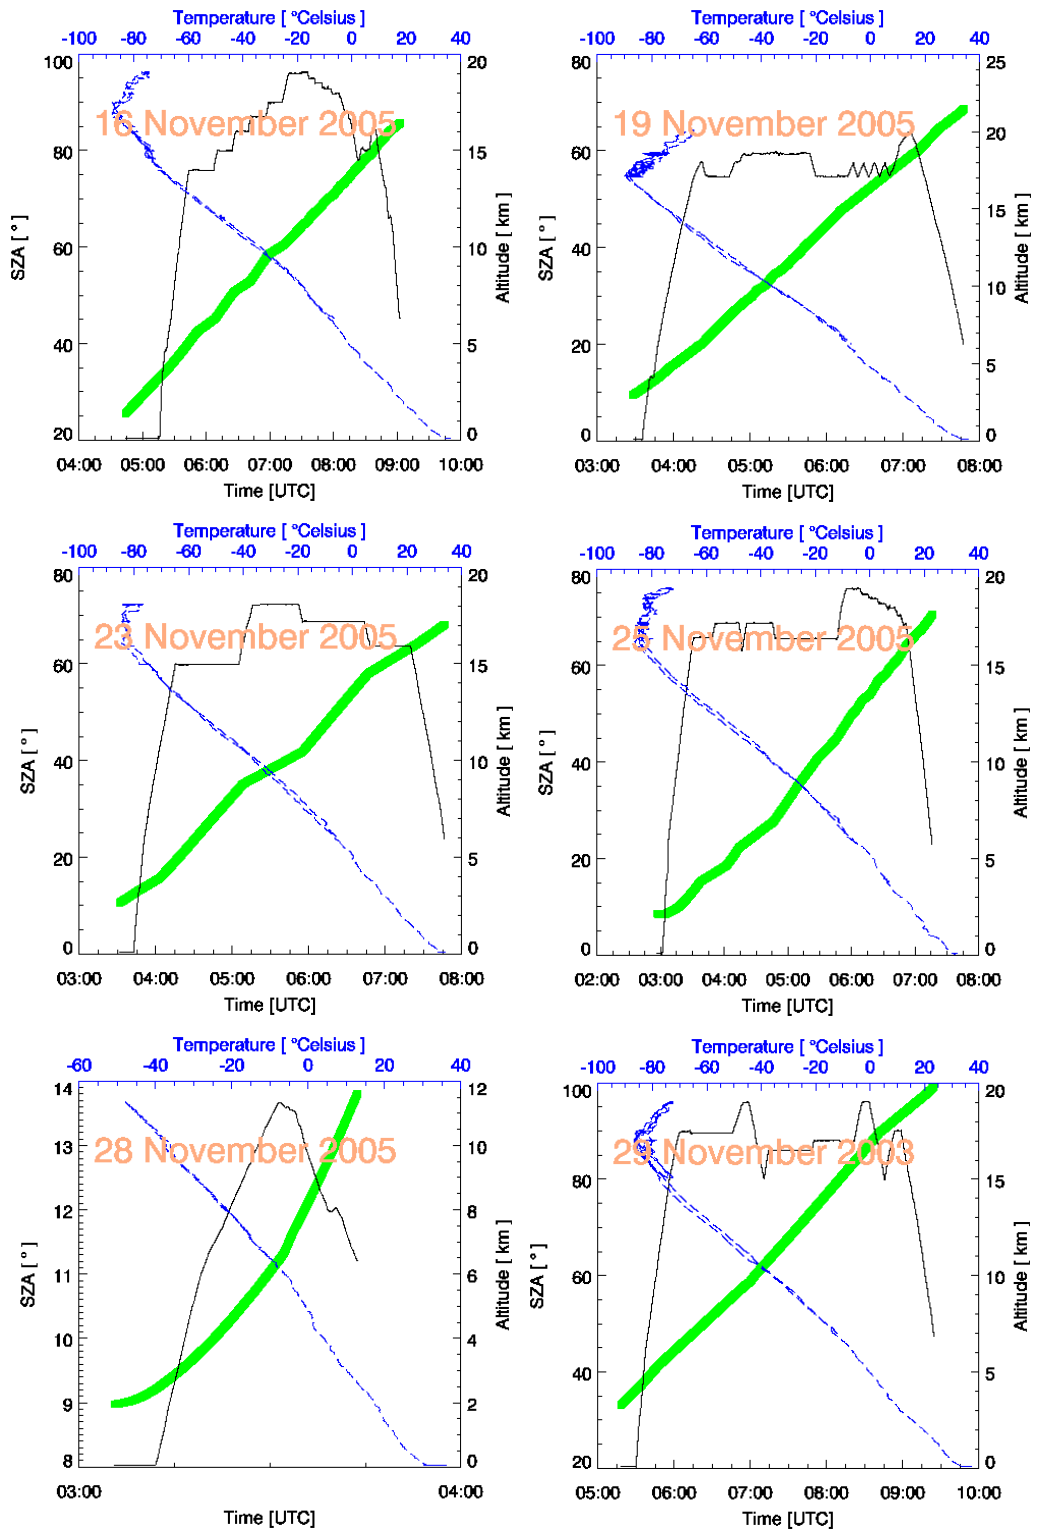 Temperature [ °Celsius ]
-100 -80 -60 -40 -20 0 20 40
100 80 60 40 20
SZA [ ° ]
16 November 2005
20 15 10 5 0
Altitude [ km ]
04:00 05:00 06:00 07:00 08:00 09:00 10:00
Time [UTC]
Temperature [ °Celsius ]
-100 -80 -60 -40 -20 0 20 40
80 60 40 20 0
SZA [ ° ]
19 November 2005
25 20 15 10 5 0
Altitude [ km ]
03:00 04:00 05:00 06:00 07:00 08:00
Time [UTC]
Temperature [ °Celsius ]
-100 -80 -60 -40 -20 0 20 40
80 60 40 20 0
SZA [ ° ]
23 November 2005
20 15 10 5 0
Altitude [ km ]
03:00 04:00 05:00 06:00 07:00 08:00
Time [UTC]
Temperature [ °Celsius ]
-100 -80 -60 -40 -20 0 20 40
80 60 40 20 0
SZA [ ° ]
25 November 2005
20 15 10 5 0
Altitude [ km ]
02:00 03:00 04:00 05:00 06:00 07:00 08:00
Time [UTC]
Temperature [ °Celsius ]
-60 -40 -20 0 20 40
14 13 12 11 10 9 8
SZA [ ° ]
28 November 2005
12 10 8 6 4 2 0
Altitude [ km ]
03:00 04:00
Time [UTC]
Temperature [ °Celsius ]
-100 -80 -60 -40 -20 0 20 40
100 80 60 40 20
SZA [ ° ]
29 November 2003
20 15 10 5 0
Altitude [ km ]
05:00 06:00 07:00 08:00 09:00 10:00
Time [UTC]